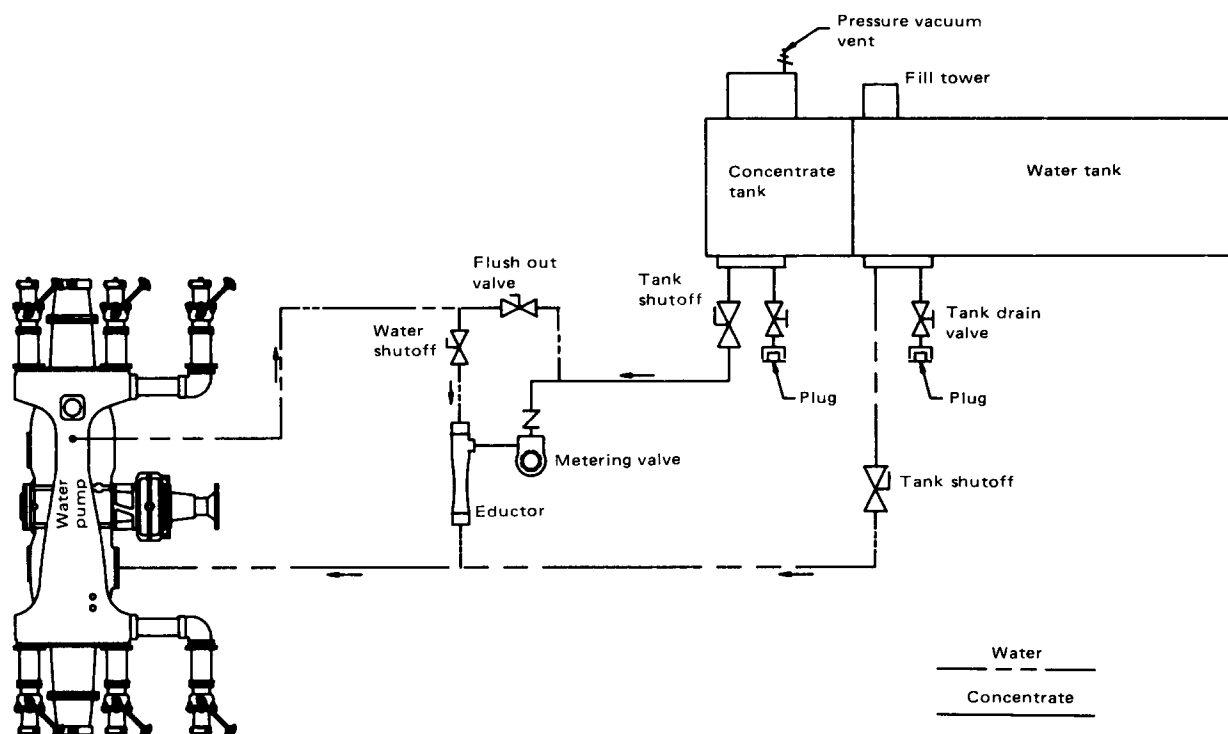 Pressure vacuum
vent
Fill tower
Concentrate
tank
Water tank
Flush out
valve
Tank
shutoff
Tank drain
valve
Water
shutoff
Plug
Plug
Metering valve
Tank shutoff
Water
pump
Eductor
Water
Concentrate